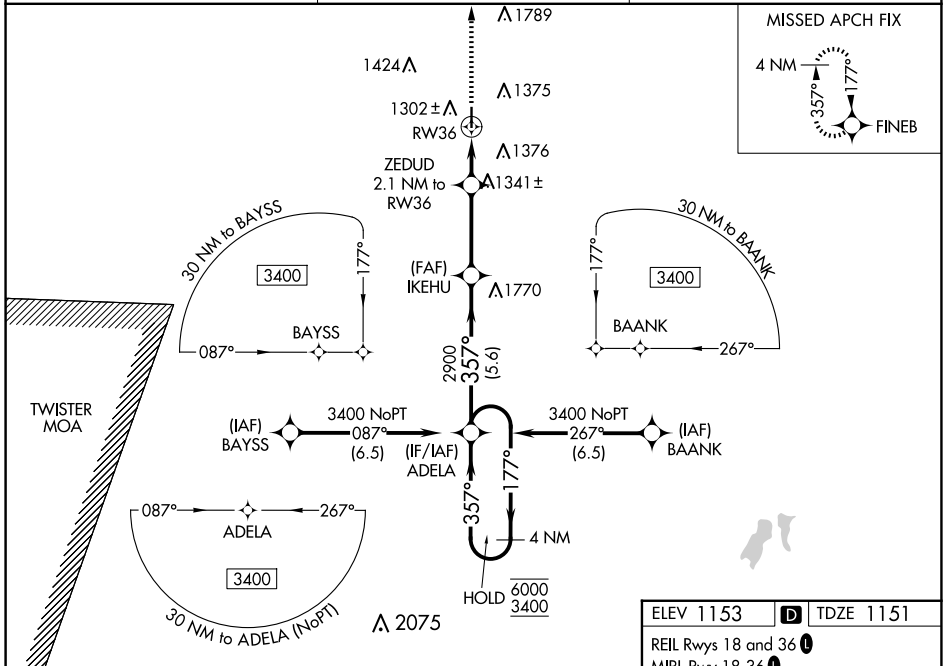 1789
MISSED APCH FIX
4 NM
357°
177°
FINEB
1424
1375
1302 ±
RW36
1376
ZEDUD
2.1 NM to
RW36
1341 ±
30 NM to BAYSS
3400
177°
BAYSS
087°
(FAF)
IKEHU
1770
30 NM to BAANK
177°
3400
BAANK
267°
2900
357°
(5.6)
TWISTER
MOA
(IAF)
BAYSS
3400 NoPT
087°
(6.5)
(IF/IAF)
ADELA
3400 NoPT
267°
(6.5)
(IAF)
BAANK
357°
177°
4 NM
HOLD
6000
3400
087°
267°
ADELA
3400
30 NM to ADELA (NoPT)
2075
ELEV 1153
D
TDZE 1151
REIL Rwys 18 and 36 L
MIRL Rwy 18-36 L